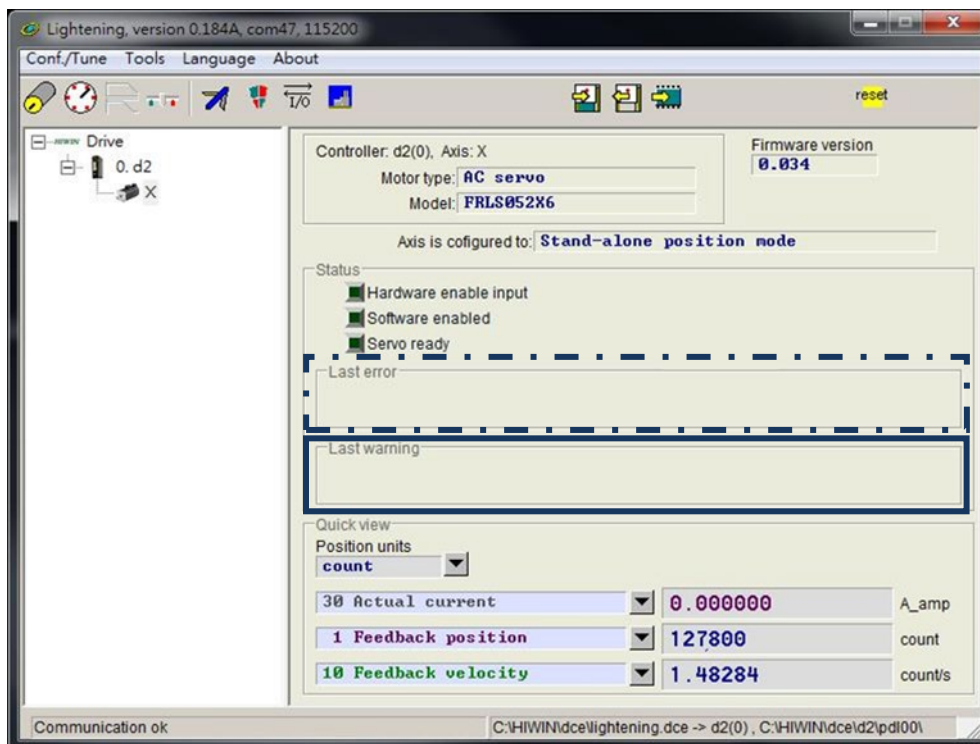 Lightening, version 0.184A, com47, 115200
Conf./Tune Tools Language About
I/O
reset
HIWIN Drive
0. d2
X
Controller: d2(0), Axis: X
Motor type: AC servo
Model: FRLS052X6
Firmware version
0.034
Axis is cofigured to: Stand-alone position mode
Status
Hardware enable input
Software enabled
Servo ready
Last error
Last warning
Quick view
Position units
count
30 Actual current 0.000000 A_amp
1 Feedback position 127800 count
10 Feedback velocity 1.48284 count/s
Communication ok C:\HIWIN\dce\lightening.dce -> d2(0) , C:\HIWIN\dce\d2\pdl00\